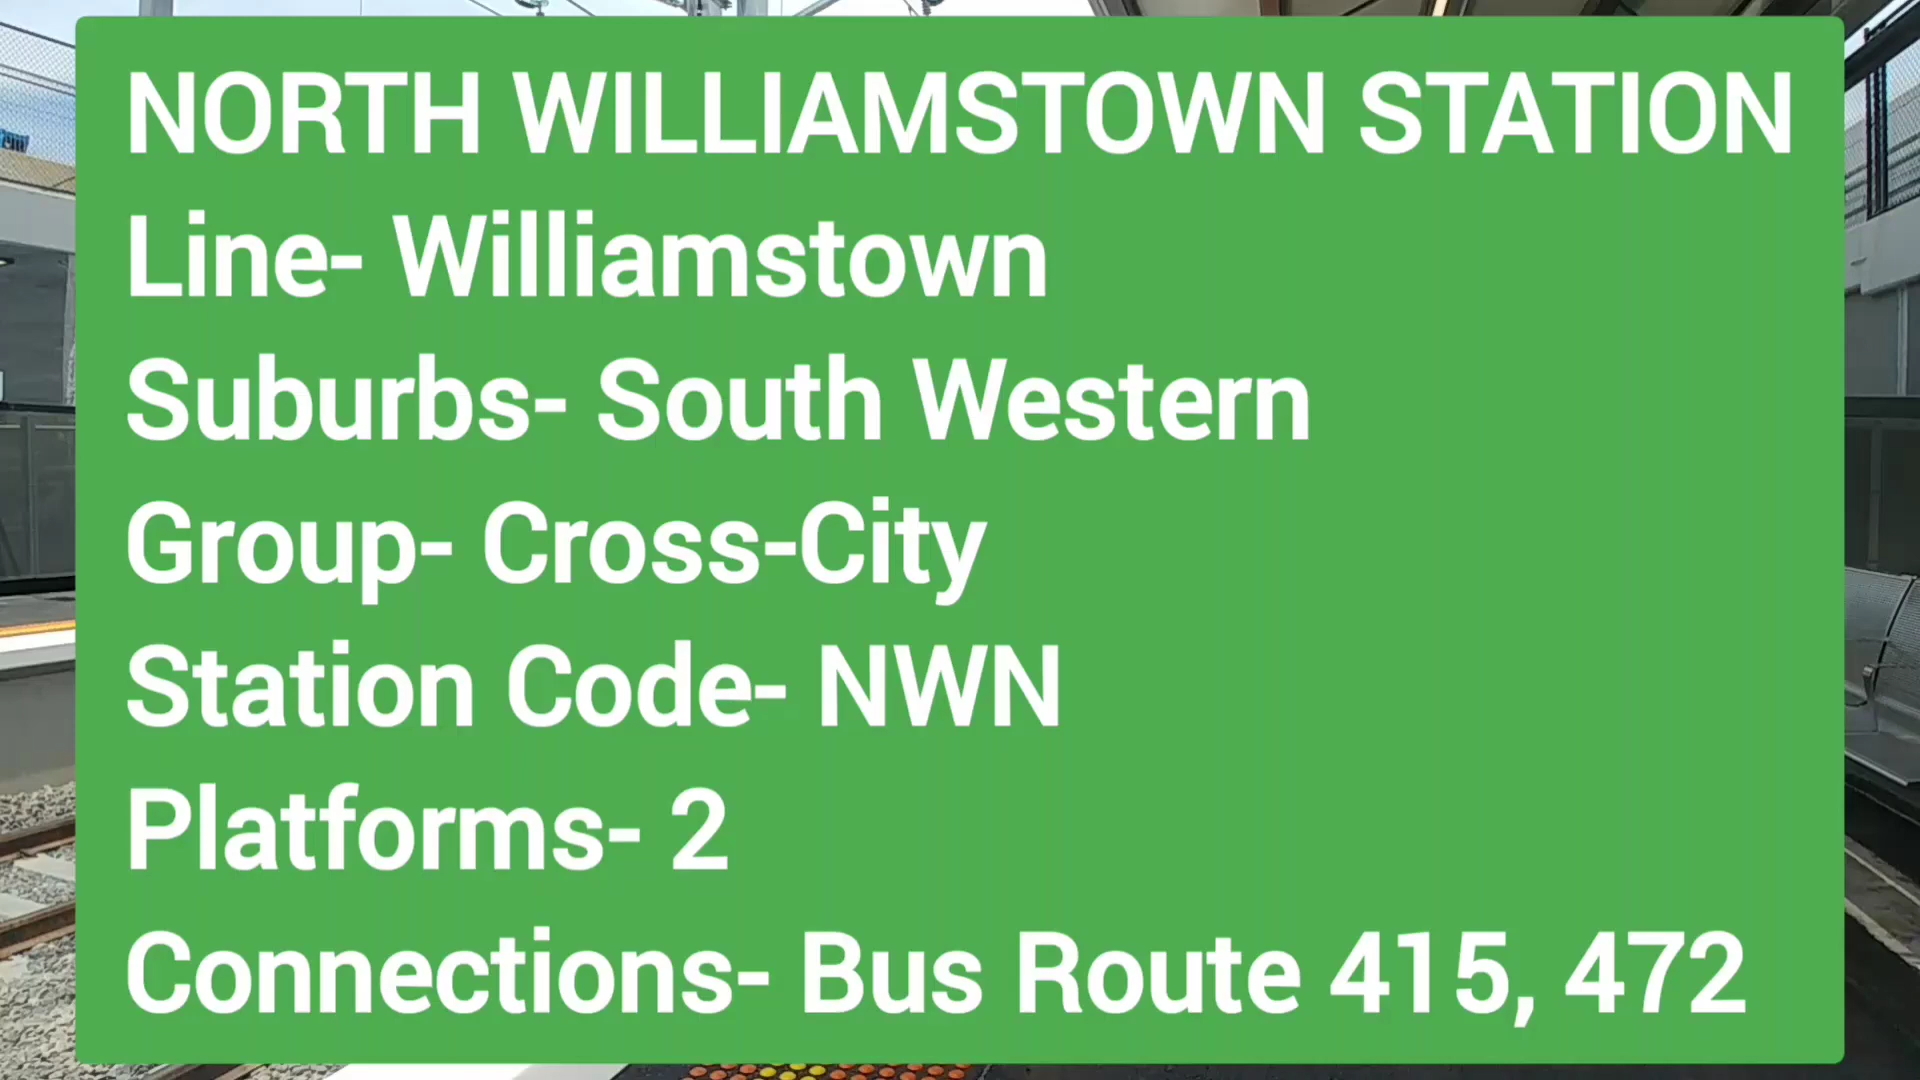 NORTH WILLIAMSTOWN STATION
Line- Williamstown
Suburbs- South Western
Group- Cross-City
Station Code- NWN
Platforms- 2
Connections- Bus Route 415, 472